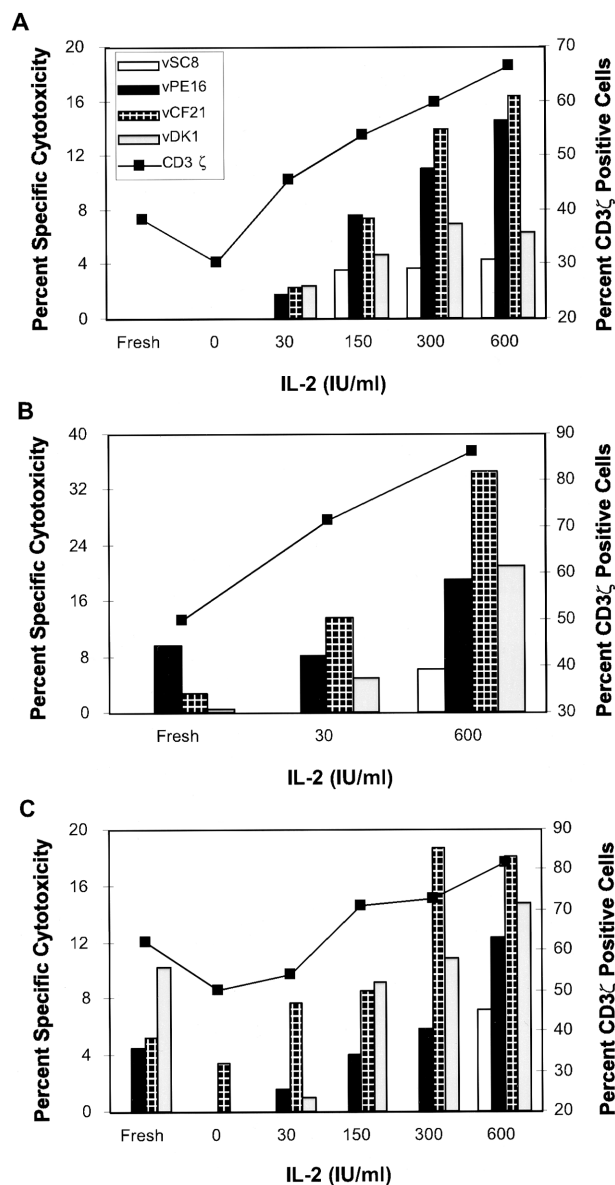 A
Percent Specific Cytotoxicity
20
16
12
8
4
0
vSC8
vPE16
vCF21
vDK1
CD3 ζ
70
60
50
40
30
20
Percent CD3ζ Positive Cells
Fresh 0 30 150 300 600
IL-2 (IU/ml)
B
Percent Specific Cytotoxicity
40
32
24
16
8
0
90
80
70
60
50
40
30
Percent CD3ζ Positive Cells
Fresh 30 600
IL-2 (IU/ml)
C
Percent Specific Cytotoxicity
20
16
12
8
4
0
90
80
70
60
50
40
30
20
Percent CD3ζ Positive Cells
Fresh 0 30 150 300 600
IL-2 (IU/ml)